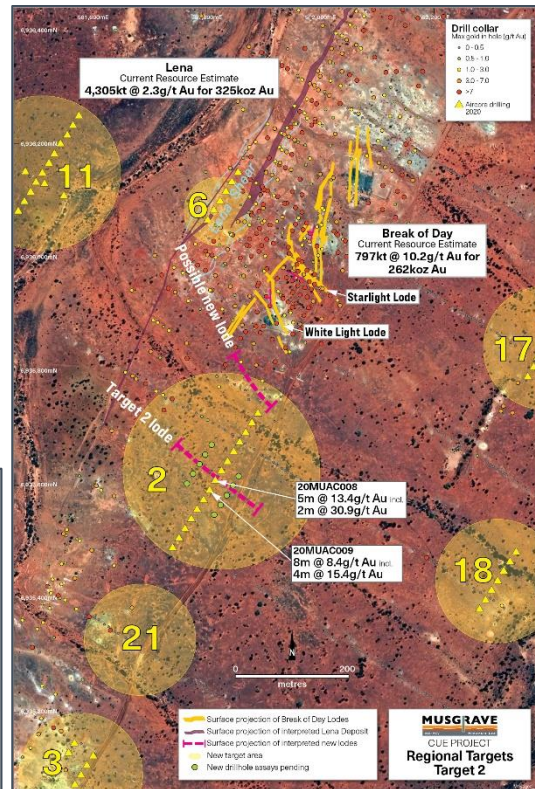 Lena
Current Resource Estimate
4,305kt @ 2.3g/t Au for 325koz Au
Drill collar
Max gold in hole (g/t Au)
0 - 0.5
0.5 - 1.0
1.0 - 3.0
3.0 - 7.0
>7
Aircore drilling
2020
11
6
Break of Day
Current Resource Estimate
797kt @ 10.2g/t Au for
262koz Au
Starlight Lode
White Light Lode
Possible new lode
17
Target 2 lode
2
20MUAC008
5m @ 13.4g/t Au incl.
2m @ 30.9g/t Au
20MUAC009
8m @ 8.4g/t Au incl.
4m @ 15.4g/t Au
18
21
N
0 200
metres
3
Surface projection of Break of Day Lodes
Surface projection of interpreted Lena Deposit
Surface projection of interpreted new lodes
New target area
New drillhole assays pending
MUSGRAVE
CUE PROJECT
Regional Targets
Target 2